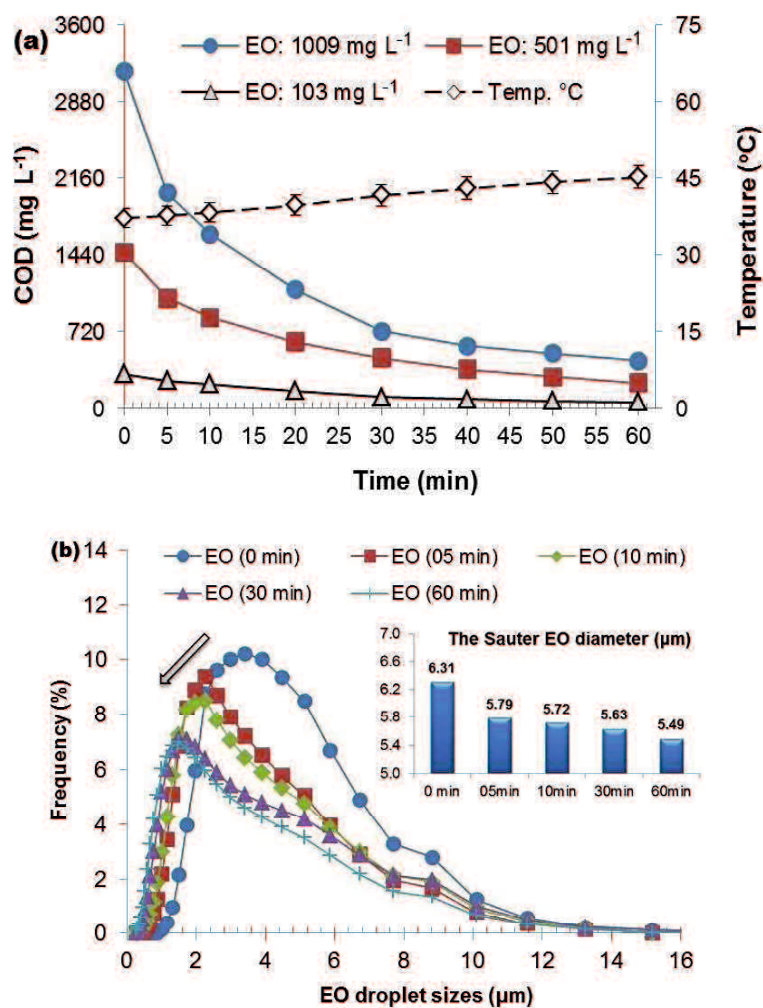 (a)
EO: 1009 mg L⁻¹ EO: 501 mg L⁻¹
EO: 103 mg L⁻¹ Temp. °C
COD (mg L⁻¹)
3600
2880
2160
1440
720
0
Temperature (°C)
75
60
45
30
15
0
0 5 10 15 20 25 30 35 40 45 50 55 60
Time (min)
(b)
EO (0 min) EO (05 min) EO (10 min)
EO (30 min) EO (60 min)
Frequency (%)
14
12
10
8
6
4
2
0
The Sauter EO diameter (µm)
7.0
6.6
6.2
5.8
5.4
5.0
6.31 5.79 5.72 5.63 5.49
0 min 05min 10min 30min 60min
0 2 4 6 8 10 12 14 16
EO droplet sizes (µm)